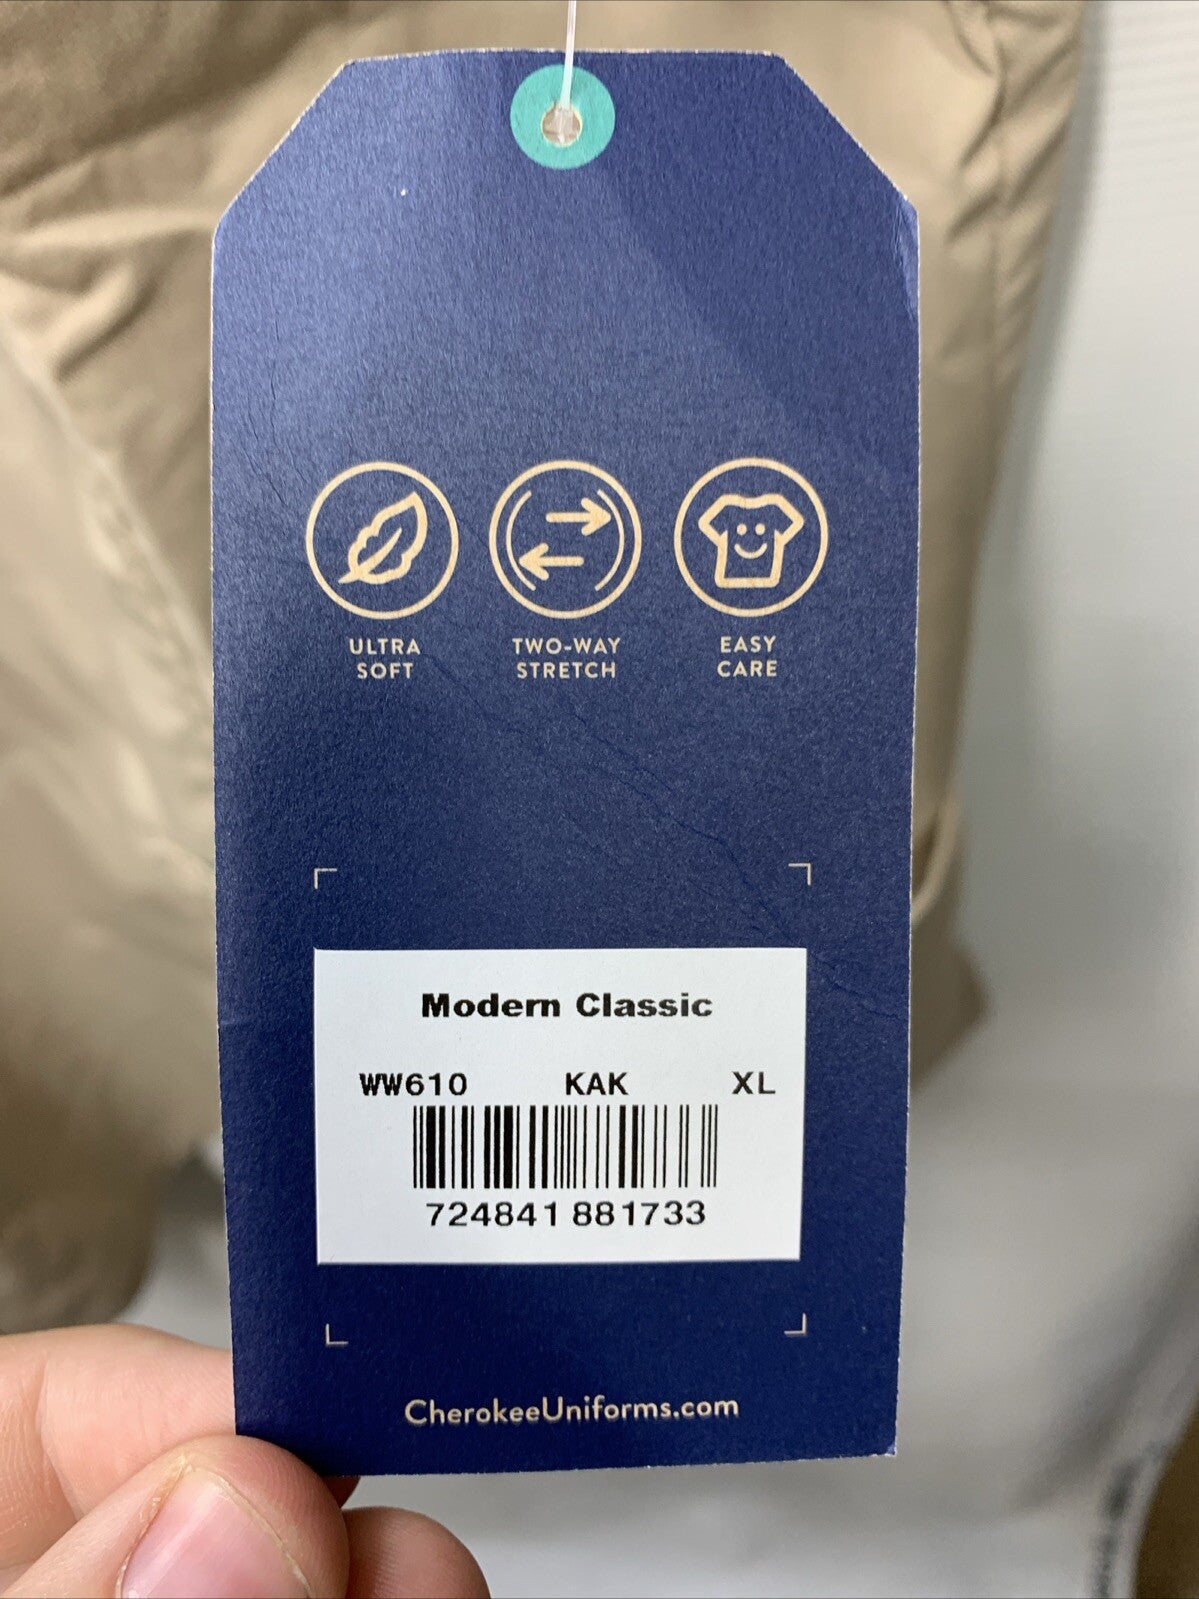 ULTRA
SOFT
TWO-WAY
STRETCH
EASY
CARE
Modern Classic
WW610 KAK XL
724841 881733
CherokeeUniforms.com